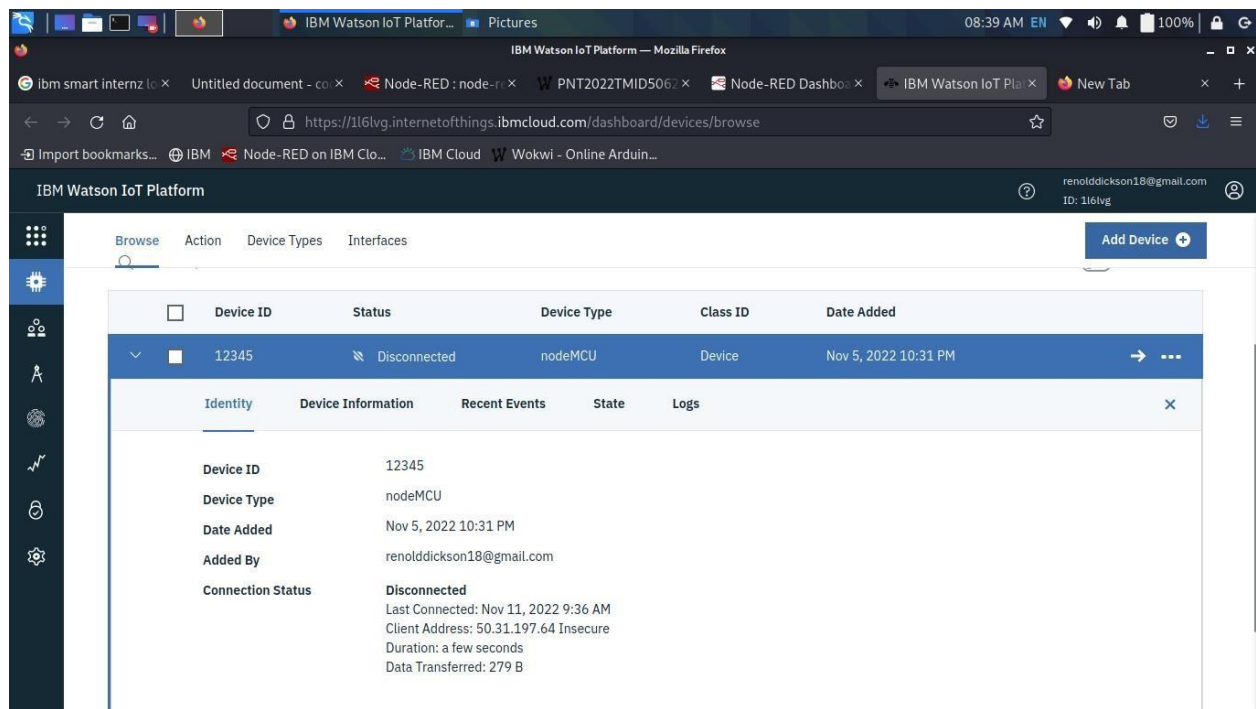 IBM Watson IoT Platfor... Pictures 08:39 AM EN 100%
IBM Watson IoT Platform — Mozilla Firefox
ibm smart internz lo Untitled document - co Node-RED : node-re PNT2022TMID5062 Node-RED Dashboa IBM Watson IoT Pla New Tab
https://1l6lvg.internetofthings.ibmcloud.com/dashboard/devices/browse
Import bookmarks... IBM Node-RED on IBM Clo... IBM Cloud Wokwi - Online Arduin...
IBM Watson IoT Platform
renolddickson18@gmail.com
ID: 1l6lvg
Browse Action Device Types Interfaces Add Device
Device ID Status Device Type Class ID Date Added
12345 Disconnected nodeMCU Device Nov 5, 2022 10:31 PM
Identity Device Information Recent Events State Logs
Device ID 12345
Device Type nodeMCU
Date Added Nov 5, 2022 10:31 PM
Added By renolddickson18@gmail.com
Connection Status Disconnected
Last Connected: Nov 11, 2022 9:36 AM
Client Address: 50.31.197.64 Insecure
Duration: a few seconds
Data Transferred: 279 B